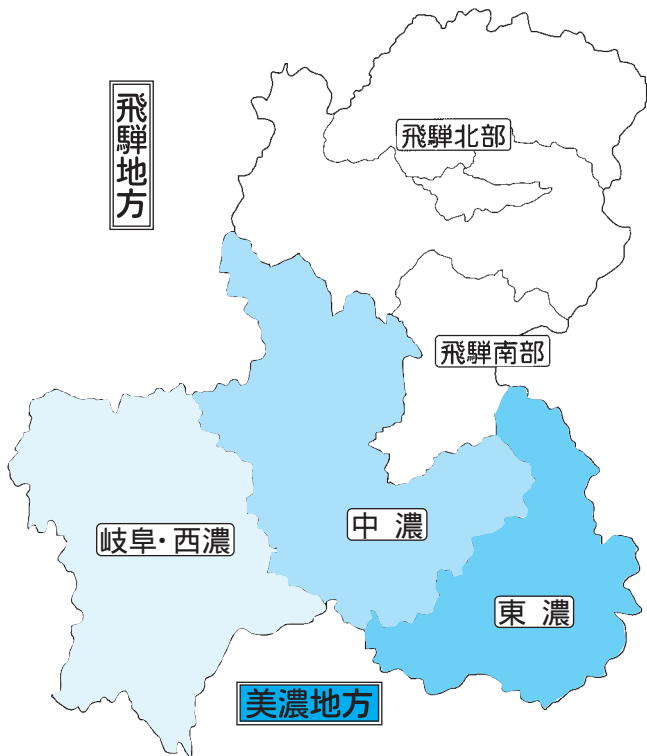 飛騨地方
飛騨北部
飛騨南部
岐阜・西濃
中濃
東濃
美濃地方